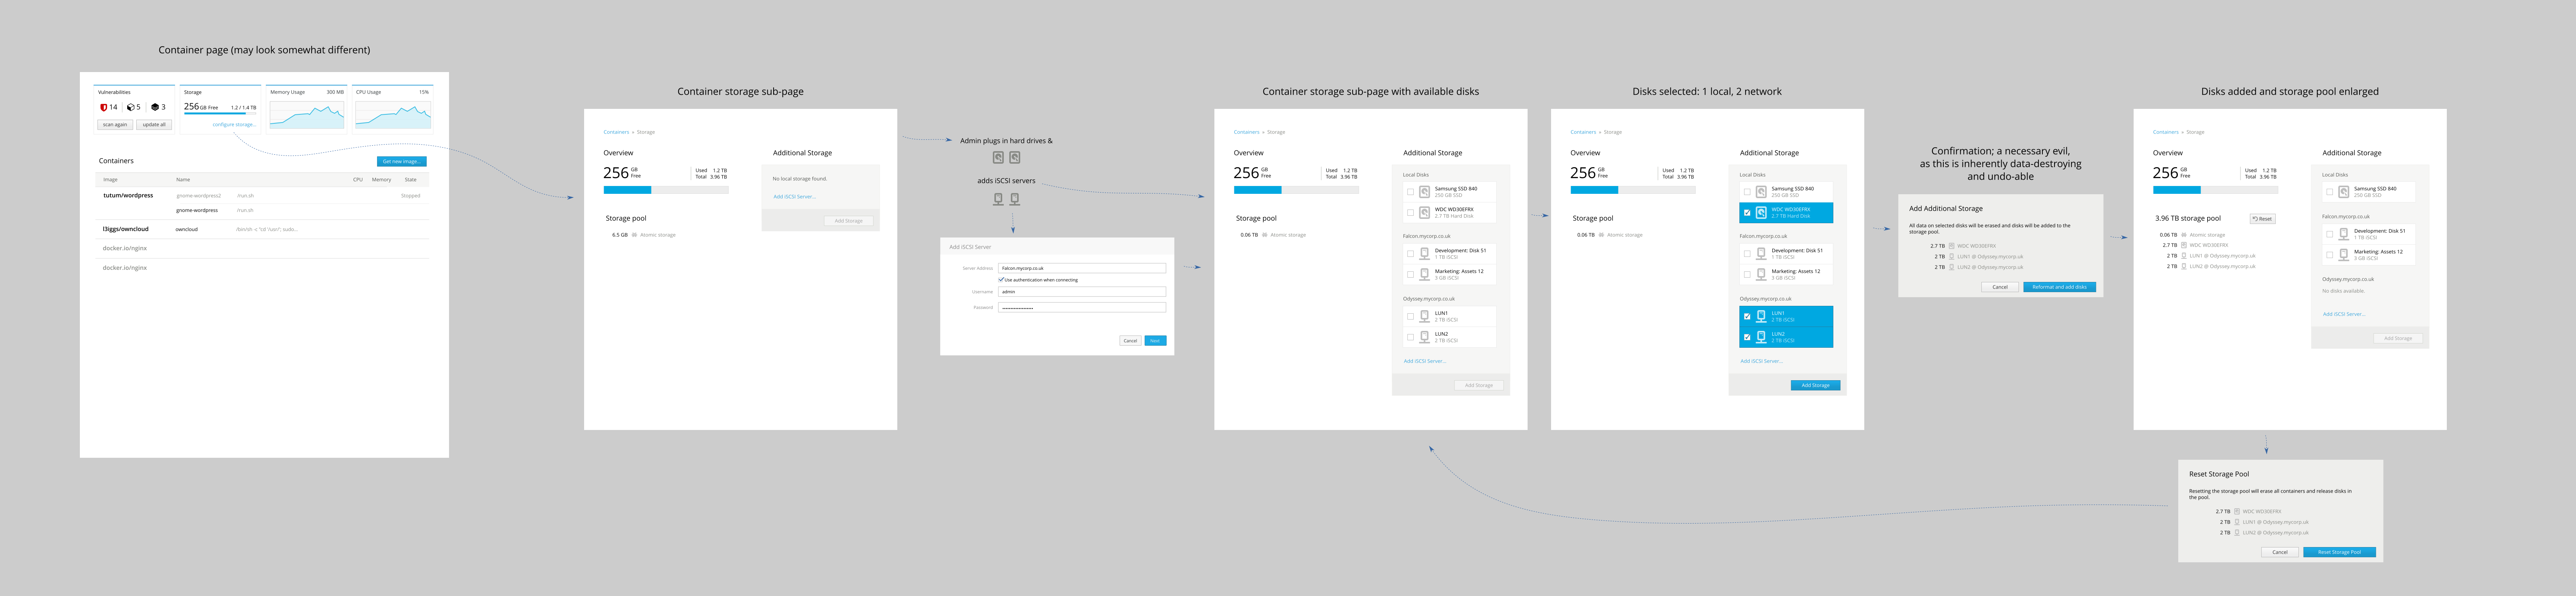 Container page (may look somewhat different)
Vulnerabilities
14
5
3
scan again
update all
Storage
256 GB Free
1.2 / 1.4 TB
configure storage...
Memory Usage
300 MB
CPU Usage
15%
Containers
Get new image...
Image
Name
CPU
Memory
State
tutum/wordpress
gnome-wordpress2
/run.sh
Stopped
gnome-wordpress
/run.sh
l3iggs/owncloud
owncloud
docker.io/nginx
docker.io/nginx
Container storage sub-page
Containers » Storage
Overview
256 GB Free
Used 1.2 TB
Total 3.96 TB
Storage pool
6.5 GB Atomic storage
Additional Storage
No local storage found.
Add iSCSI Server...
Add Storage
Admin plugs in hard drives &
adds iSCSI servers
Add iSCSI Server
Server Address
Falcon.mycorp.co.uk
Use authentication when connecting
Username
admin
Password
Cancel
Next
Container storage sub-page with available disks
Containers » Storage
Overview
256 GB Free
Used 1.2 TB
Total 3.96 TB
Storage pool
0.06 TB Atomic storage
Additional Storage
Local Disks
Samsung SSD 840
250 GB SSD
WDC WD30EFRX
2.7 TB Hard Disk
Falcon.mycorp.co.uk
Development: Disk 51
1 TB iSCSI
Marketing: Assets 12
3 GB iSCSI
Odyssey.mycorp.co.uk
LUN1
2 TB iSCSI
LUN2
2 TB iSCSI
Add iSCSI Server...
Add Storage
Disks selected: 1 local, 2 network
Containers » Storage
Overview
256 GB Free
Used 1.2 TB
Total 3.96 TB
Storage pool
0.06 TB Atomic storage
Additional Storage
Local Disks
Samsung SSD 840
250 GB SSD
WDC WD30EFRX
2.7 TB Hard Disk
Falcon.mycorp.co.uk
Development: Disk 51
1 TB iSCSI
Marketing: Assets 12
3 GB iSCSI
Odyssey.mycorp.co.uk
LUN1
2 TB iSCSI
LUN2
2 TB iSCSI
Add iSCSI Server...
Add Storage
Confirmation; a necessary evil,
as this is inherently data-destroying
and undo-able
Add Additional Storage
All data on selected disks will be erased and disks will be added to the
storage pool.
2.7 TB WDC WD30EFRX
2 TB LUN1 @ Odyssey.mycorp.uk
2 TB LUN2 @ Odyssey.mycorp.uk
Cancel
Reformat and add disks
Disks added and storage pool enlarged
Containers » Storage
Overview
256 GB Free
Used 1.2 TB
Total 3.96 TB
3.96 TB storage pool
Reset
0.06 TB Atomic storage
2.7 TB WDC WD30EFRX
2 TB LUN1 @ Odyssey.mycorp.uk
2 TB LUN2 @ Odyssey.mycorp.uk
Additional Storage
Local Disks
Samsung SSD 840
250 GB SSD
Falcon.mycorp.co.uk
Development: Disk 51
1 TB iSCSI
Marketing: Assets 12
3 GB iSCSI
Odyssey.mycorp.co.uk
No disks available.
Add iSCSI Server...
Add Storage
Reset Storage Pool
Resetting the storage pool will erase all containers and release disks in
the pool.
2.7 TB WDC WD30EFRX
2 TB LUN1 @ Odyssey.mycorp.uk
2 TB LUN2 @ Odyssey.mycorp.uk
Cancel
Reset Storage Pool